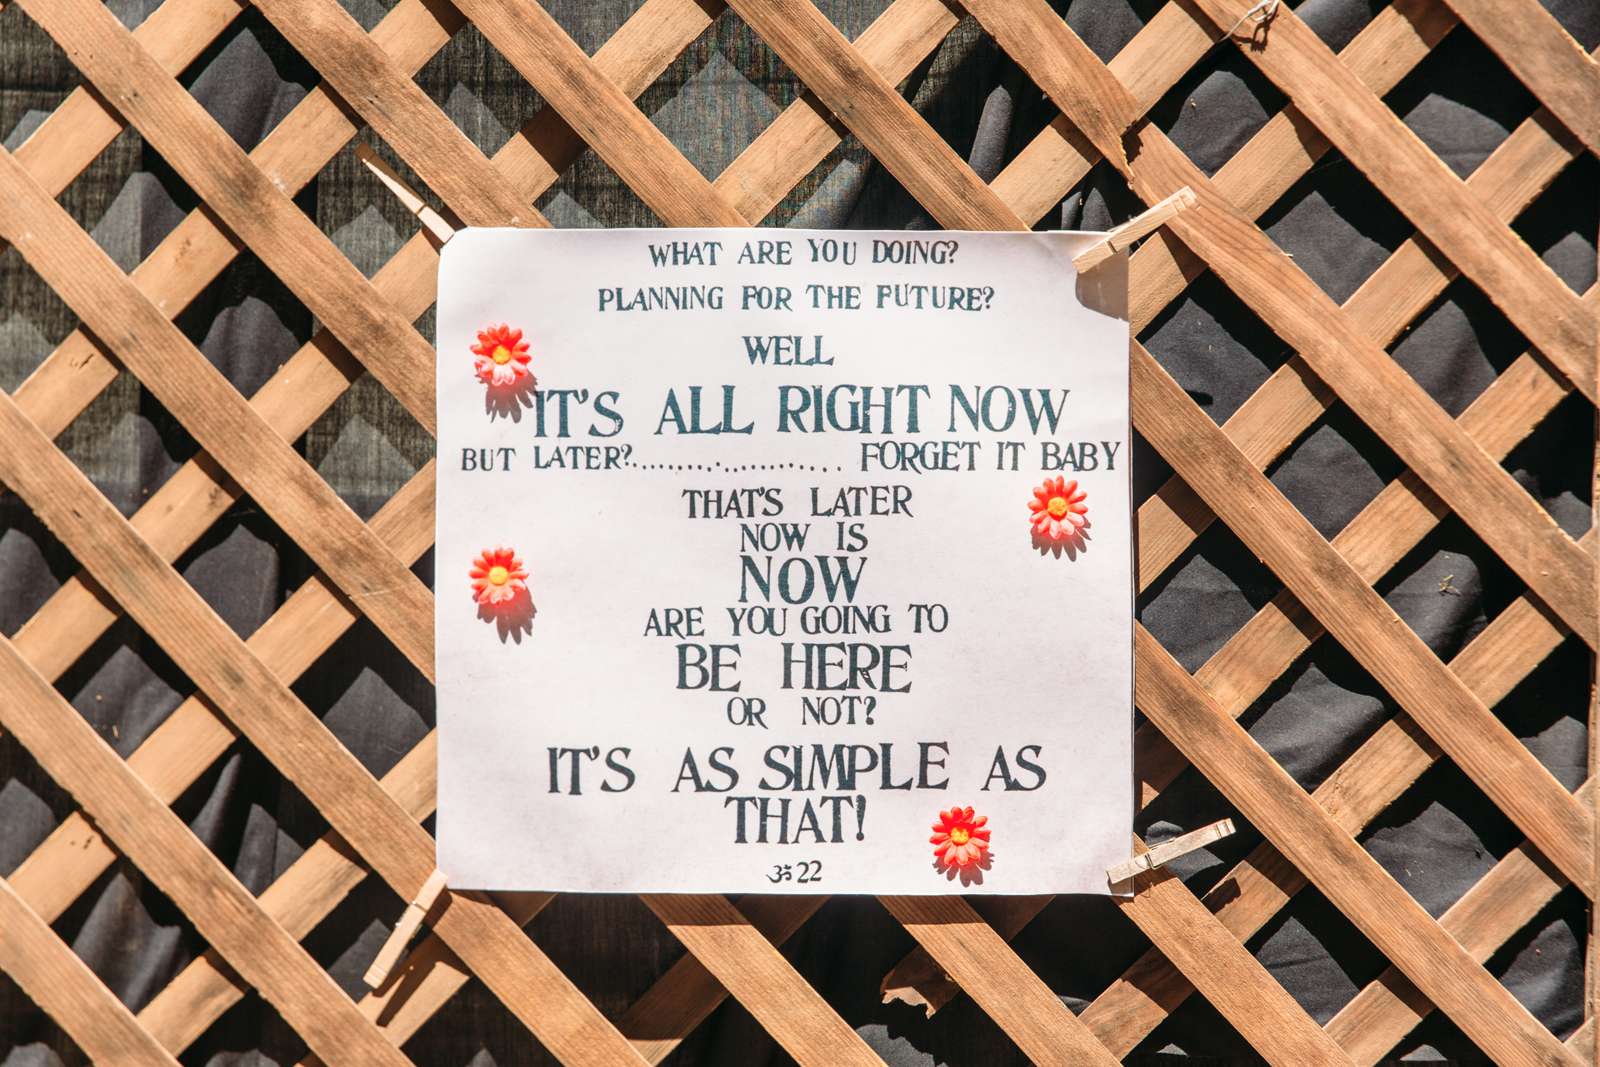 WHAT ARE YOU DOING?
PLANNING FOR THE FUTURE?
WELL
IT'S ALL RIGHT NOW
BUT LATER?..................... FORGET IT BABY
THAT'S LATER
NOW IS
NOW
ARE YOU GOING TO
BE HERE
OR NOT?
IT'S AS SIMPLE AS
THAT!
ॐ 22